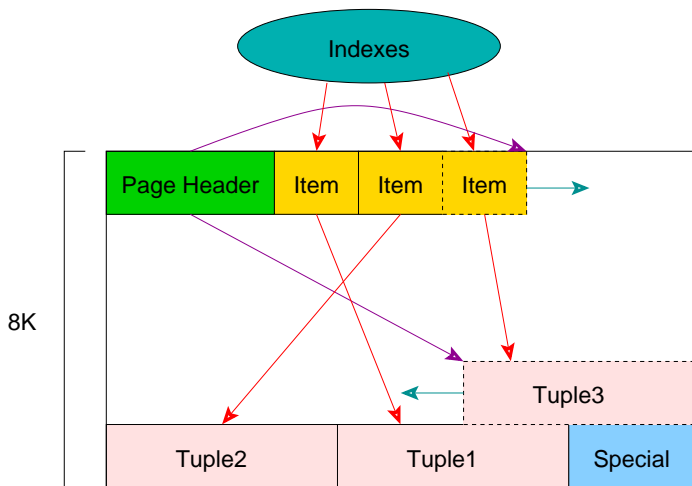 Indexes
Page Header Item Item Item
8K
Tuple3
Tuple2 Tuple1 Special